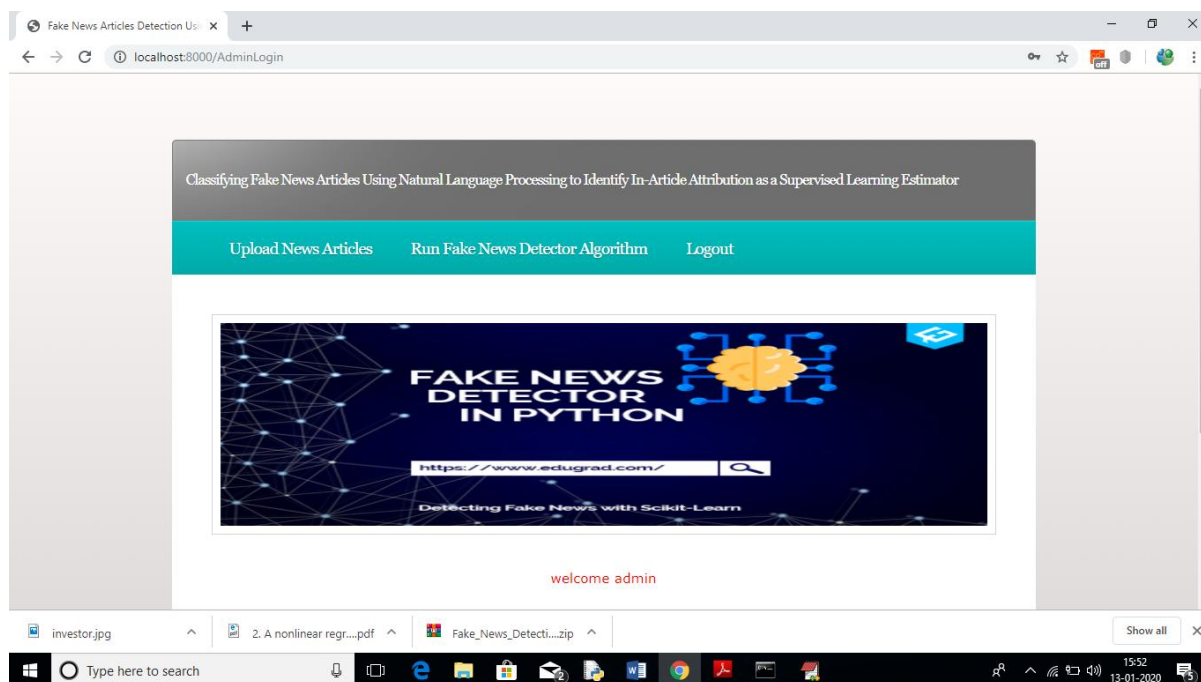 Fake News Articles Detection Us
localhost:8000/AdminLogin
off
Classifying Fake News Articles Using Natural Language Processing to Identify In-Article Attribution as a Supervised Learning Estimator
Upload News Articles Run Fake News Detector Algorithm Logout
FAKE NEWS
DETECTOR
IN PYTHON
https://www.edugrad.com/
Detecting Fake News with Scikit-Learn
welcome admin
investor.jpg 2. A nonlinear regr....pdf Fake_News_Detecti....zip Show all
Type here to search 2 15:52
13-01-2020 5